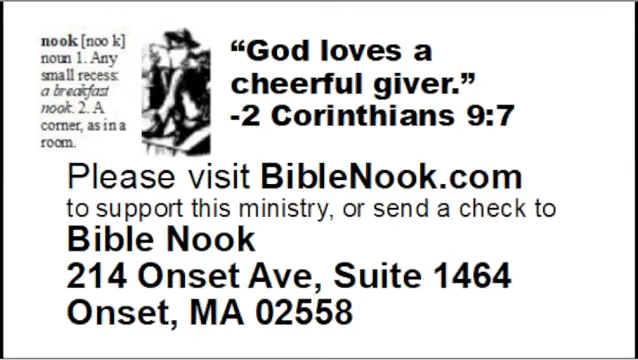 nook [noo k]
noun 1. Any
small recess:
a breakfast
nook. 2. A
corner, as in a
room.
“God loves a
cheerful giver.”
-2 Corinthians 9:7
Please visit BibleNook.com
to support this ministry, or send a check to
Bible Nook
214 Onset Ave, Suite 1464
Onset, MA 02558